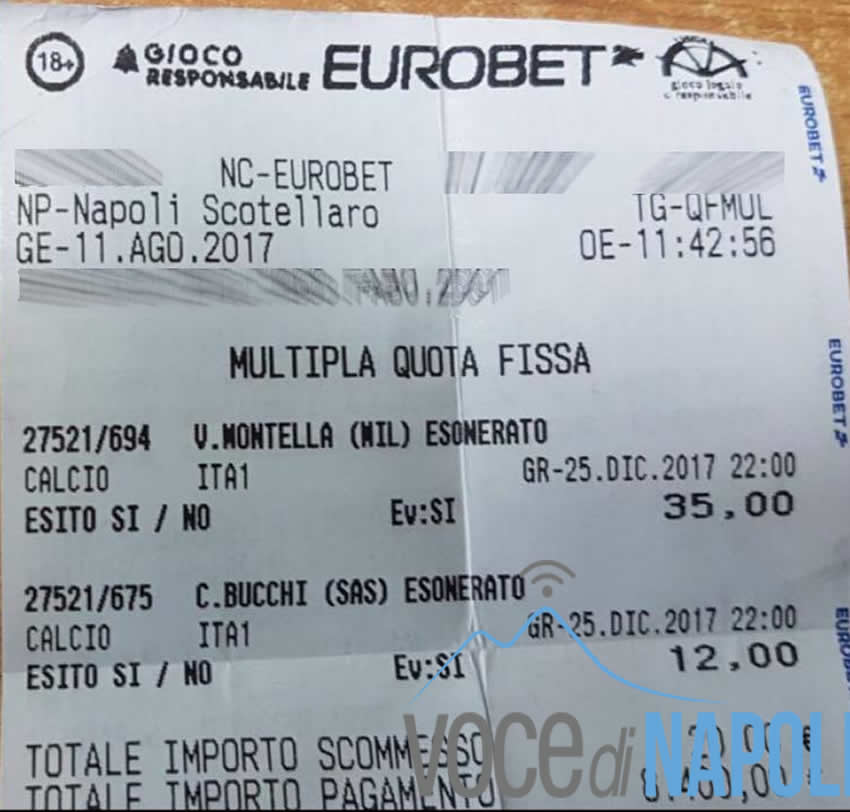 18+ GIOCO RESPONSABILE EUROBET
gioco legale e responsabile
EUROBET
NC-EUROBET
NP-Napoli Scotellaro TG-QFMUL
GE-11.AGO.2017 OE-11:42:56
MULTIPLA QUOTA FISSA
EUROBET
27521/694 V.MONTELLA (MIL) ESONERATO
CALCIO ITA1 GR-25.DIC.2017 22:00
ESITO SI / NO Ev:SI 35,00
27521/675 C.BUCCHI (SAS) ESONERATO
CALCIO ITA1 GR-25.DIC.2017 22:00
ESITO SI / NO Ev:SI 12,00
TOTALE IMPORTO SCOMMESSO €
TOTALE IMPORTO PAGAMENTO
VOCE di NAPOLI